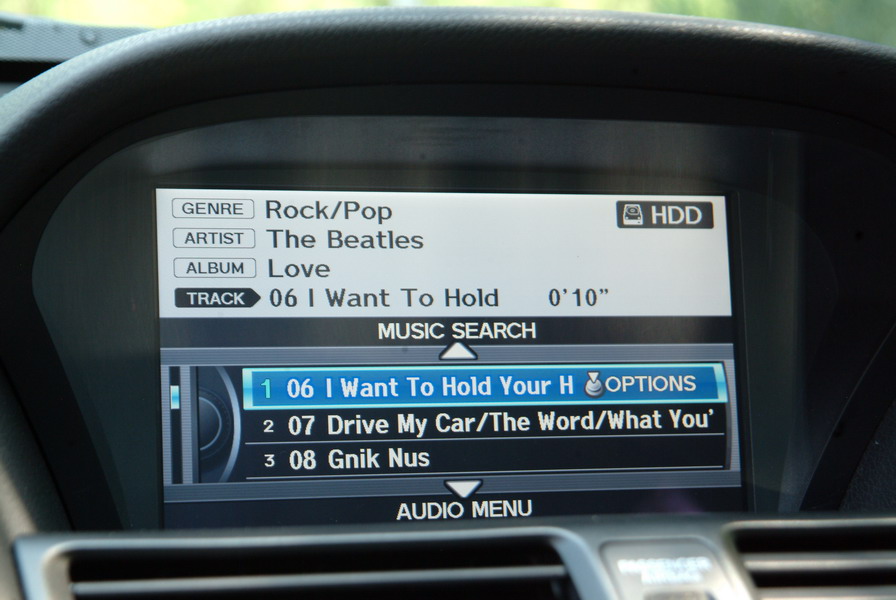 GENRE Rock/Pop HDD
ARTIST The Beatles
ALBUM Love
TRACK 06 I Want To Hold 0'10"
MUSIC SEARCH
1 06 I Want To Hold Your H OPTIONS
2 07 Drive My Car/The Word/What You'
3 08 Gnik Nus
AUDIO MENU
PASSENGER
AIRBAG